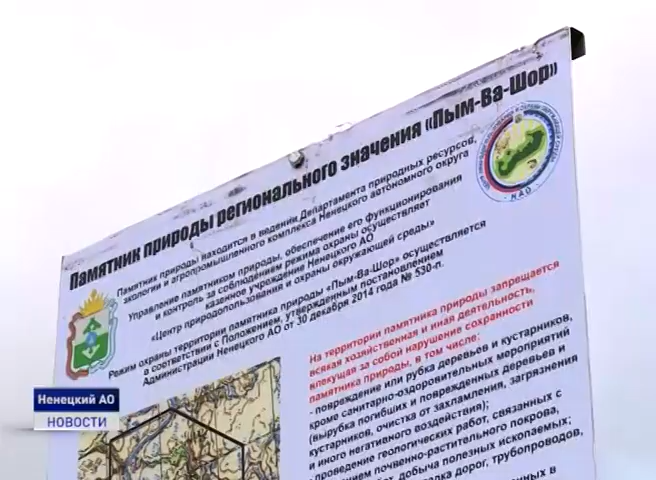 Памятник природы регионального значения «Пым-Ва-Шор»
Памятник природы находится в ведении Департамента природных ресурсов,
экологии и агропромышленного комплекса Ненецкого автономного округа
Управление памятником природы, обеспечение его функционирования
и контроль за соблюдением режима охраны осуществляет
казенное учреждение Ненецкого АО
«Центр природопользования и охраны окружающей среды»
Режим охраны территории памятника природы «Пым-Ва-Шор» осуществляется
в соответствии с Положением, утвержденным постановлением
Администрации Ненецкого АО от 30 декабря 2014 года № 530-п.
НАО
На территории памятника природы запрещается
всякая хозяйственная и иная деятельность,
влекущая за собой нарушение сохранности
памятника природы, в том числе:
- повреждение или рубка деревьев и кустарников,
кроме санитарно-оздоровительных мероприятий
(вырубка погибших и поврежденных деревьев и
кустарников, очистка от захламления, загрязнения
и иного негативного воздействия);
проведение геологических работ, связанных с
почвенно-растительного покрова,
добыча полезных ископаемых;
дорог, трубопроводов,
в
Ненецкий АО
НОВОСТИ